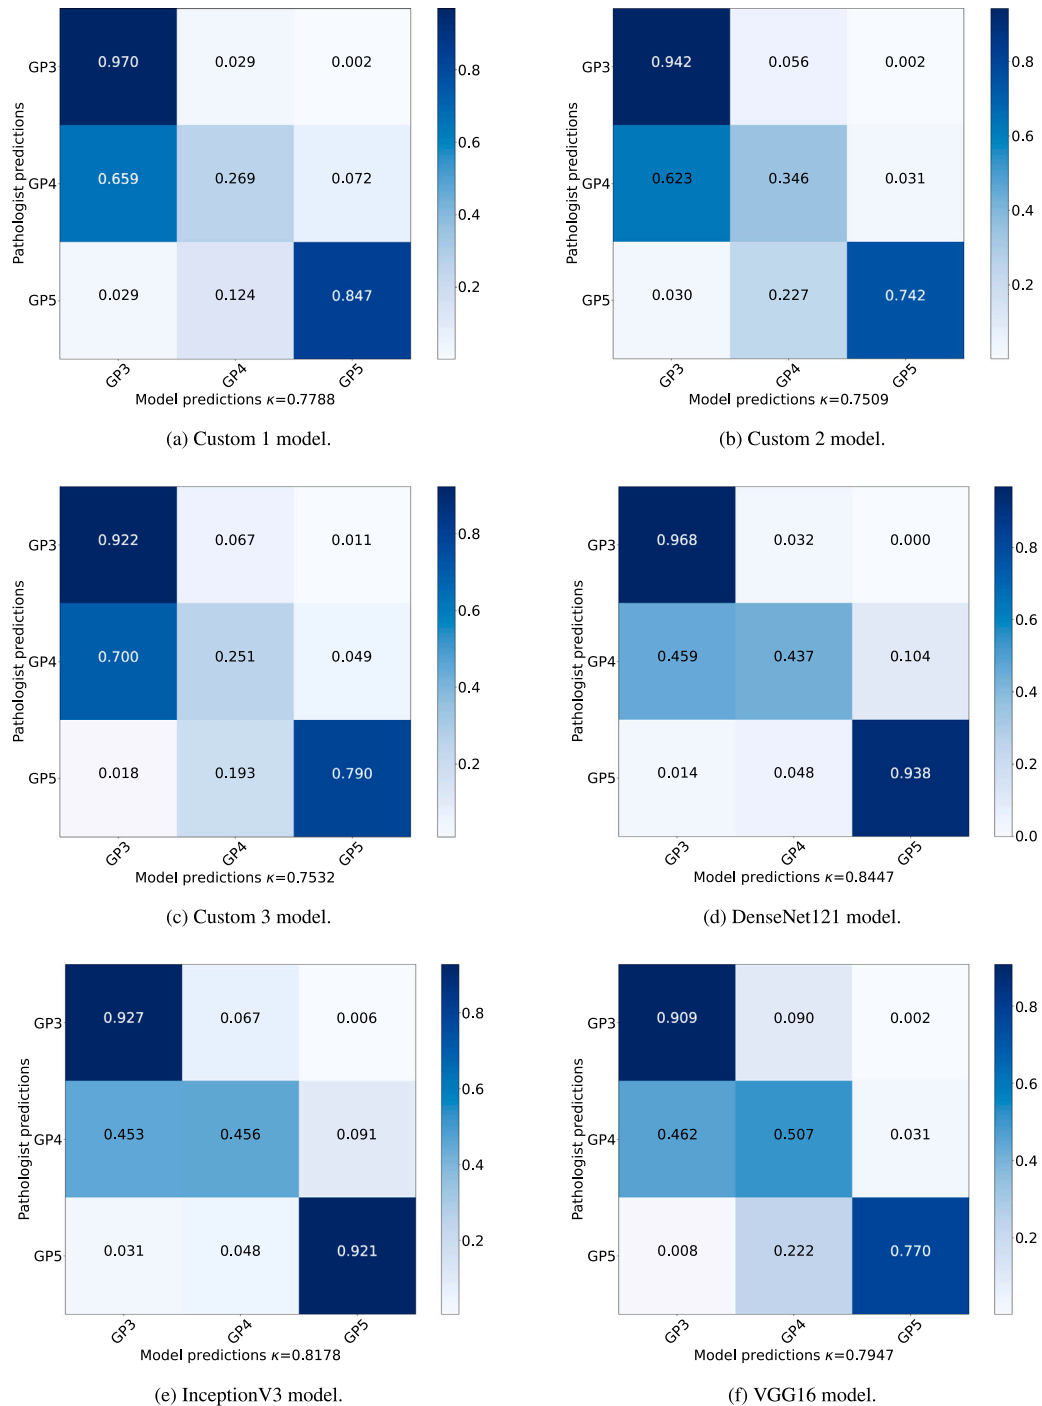 GP3 0.970 0.029 0.002
GP4 0.659 0.269 0.072
GP5 0.029 0.124 0.847
Pathologist predictions
GP3 GP4 GP5
Model predictions κ=0.7788
0.8
0.6
0.4
0.2
(a) Custom 1 model.
GP3 0.942 0.056 0.002
GP4 0.623 0.346 0.031
GP5 0.030 0.227 0.742
Pathologist predictions
GP3 GP4 GP5
Model predictions κ=0.7509
0.8
0.6
0.4
0.2
(b) Custom 2 model.
GP3 0.922 0.067 0.011
GP4 0.700 0.251 0.049
GP5 0.018 0.193 0.790
Pathologist predictions
GP3 GP4 GP5
Model predictions κ=0.7532
0.8
0.6
0.4
0.2
(c) Custom 3 model.
GP3 0.968 0.032 0.000
GP4 0.459 0.437 0.104
GP5 0.014 0.048 0.938
Pathologist predictions
GP3 GP4 GP5
Model predictions κ=0.8447
0.8
0.6
0.4
0.2
0.0
(d) DenseNet121 model.
GP3 0.927 0.067 0.006
GP4 0.453 0.456 0.091
GP5 0.031 0.048 0.921
Pathologist predictions
GP3 GP4 GP5
Model predictions κ=0.8178
0.8
0.6
0.4
0.2
(e) InceptionV3 model.
GP3 0.909 0.090 0.002
GP4 0.462 0.507 0.031
GP5 0.008 0.222 0.770
Pathologist predictions
GP3 GP4 GP5
Model predictions κ=0.7947
0.8
0.6
0.4
0.2
(f) VGG16 model.